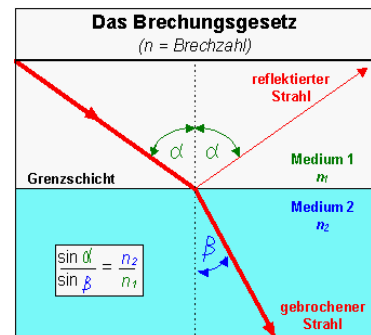 Das Brechungsgesetz
(n = Brechzahl)
reflektierter
Strahl
α α
Medium 1
n₁
Grenzschicht
Medium 2
n₂
β
sin α / sin β = n₂ / n₁
gebrochener
Strahl